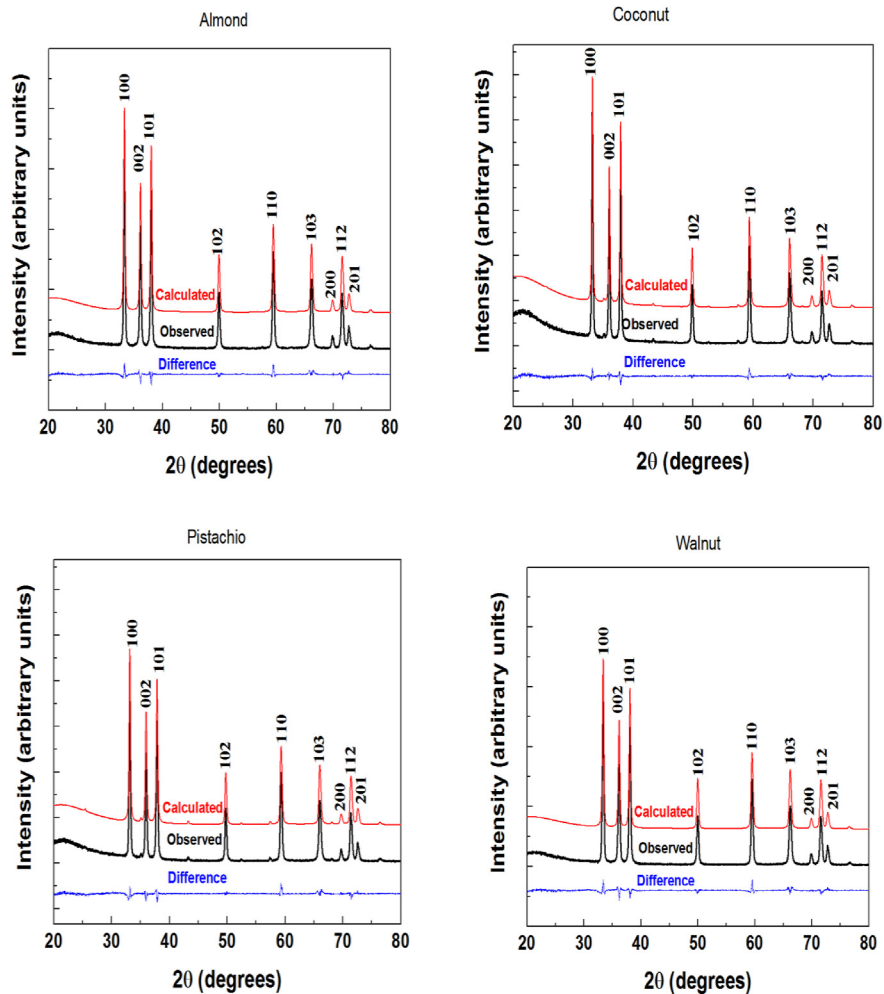 Almond
Intensity (arbitrary units)
100
002
101
102
110
103
200
112
201
Calculated
Observed
Difference
20 30 40 50 60 70 80
2θ (degrees)
Coconut
Intensity (arbitrary units)
100
002
101
102
110
103
200
112
201
Calculated
Observed
Difference
20 30 40 50 60 70 80
2θ (degrees)
Pistachio
Intensity (arbitrary units)
100
002
101
102
110
103
200
112
201
Calculated
Observed
Difference
20 30 40 50 60 70 80
2θ (degrees)
Walnut
Intensity (arbitrary units)
100
002
101
102
110
103
200
112
201
Calculated
Observed
Difference
20 30 40 50 60 70 80
2θ (degrees)